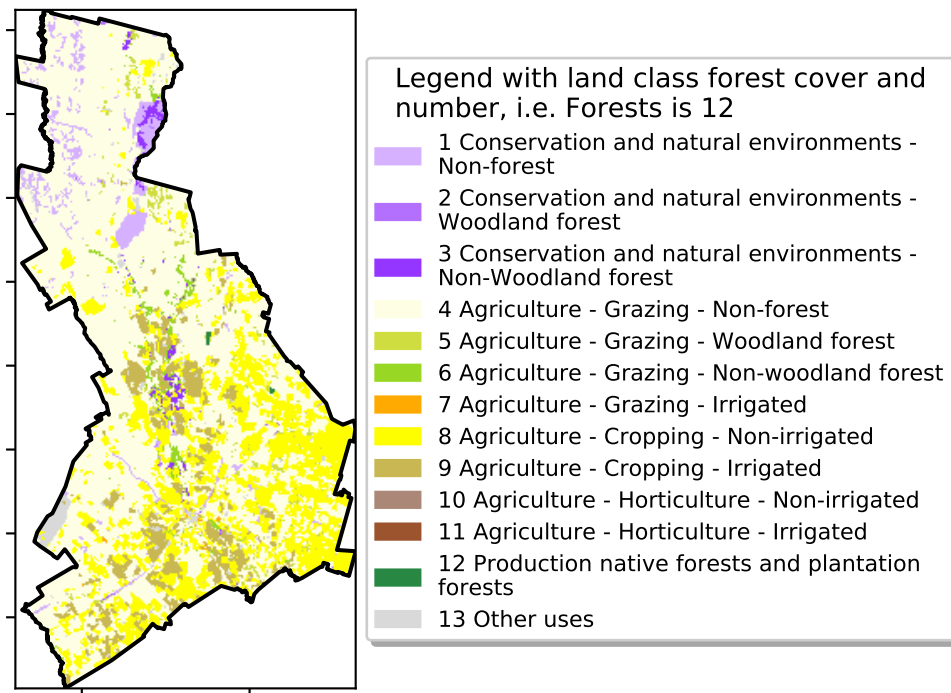 Legend with land class forest cover and
number, i.e. Forests is 12
1 Conservation and natural environments -
Non-forest
2 Conservation and natural environments -
Woodland forest
3 Conservation and natural environments -
Non-Woodland forest
4 Agriculture - Grazing - Non-forest
5 Agriculture - Grazing - Woodland forest
6 Agriculture - Grazing - Non-woodland forest
7 Agriculture - Grazing - Irrigated
8 Agriculture - Cropping - Non-irrigated
9 Agriculture - Cropping - Irrigated
10 Agriculture - Horticulture - Non-irrigated
11 Agriculture - Horticulture - Irrigated
12 Production native forests and plantation
forests
13 Other uses